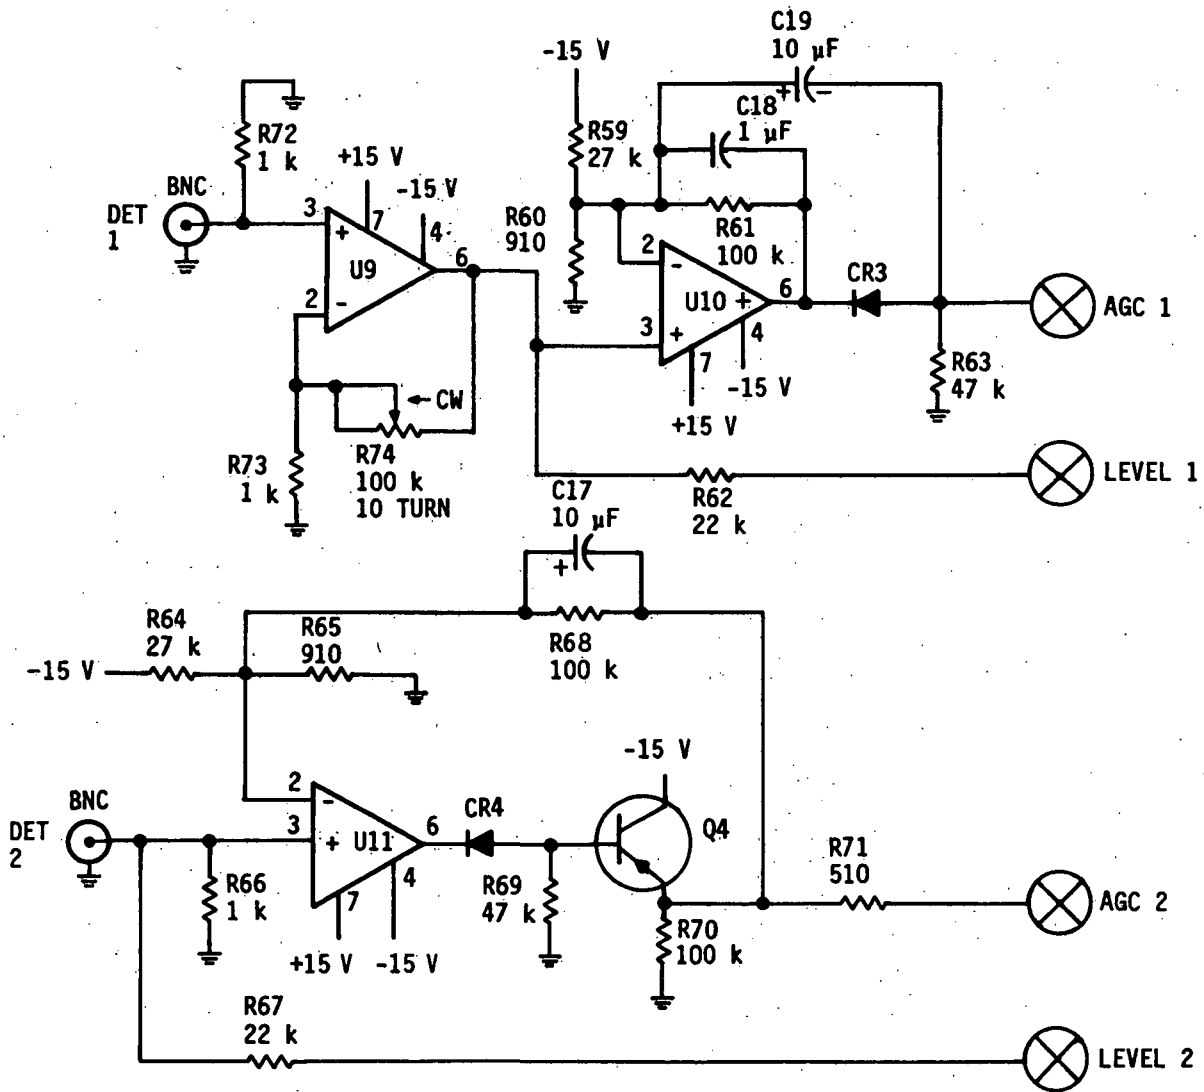 C19
10 µF
-15 V
C18
1 µF
R59
27 k
R72
1 k
+15 V
-15 V
BNC
DET
1
3
+
7
4
6
U9
2
-
R60
910
R61
100 k
2
-
U10
+
6
3
+
4
7
-15 V
+15 V
CR3
AGC 1
R63
47 k
CW
R74
100 k
10 TURN
R73
1 k
R62
22 k
LEVEL 1
C17
10 µF
+
R68
100 k
R64
27 k
R65
910
-15 V
-15 V
BNC
DET
2
2
-
3
+
U11
6
4
7
CR4
Q4
R66
1 k
R69
47 k
R70
100 k
R71
510
AGC 2
+15 V
-15 V
R67
22 k
LEVEL 2
+
-